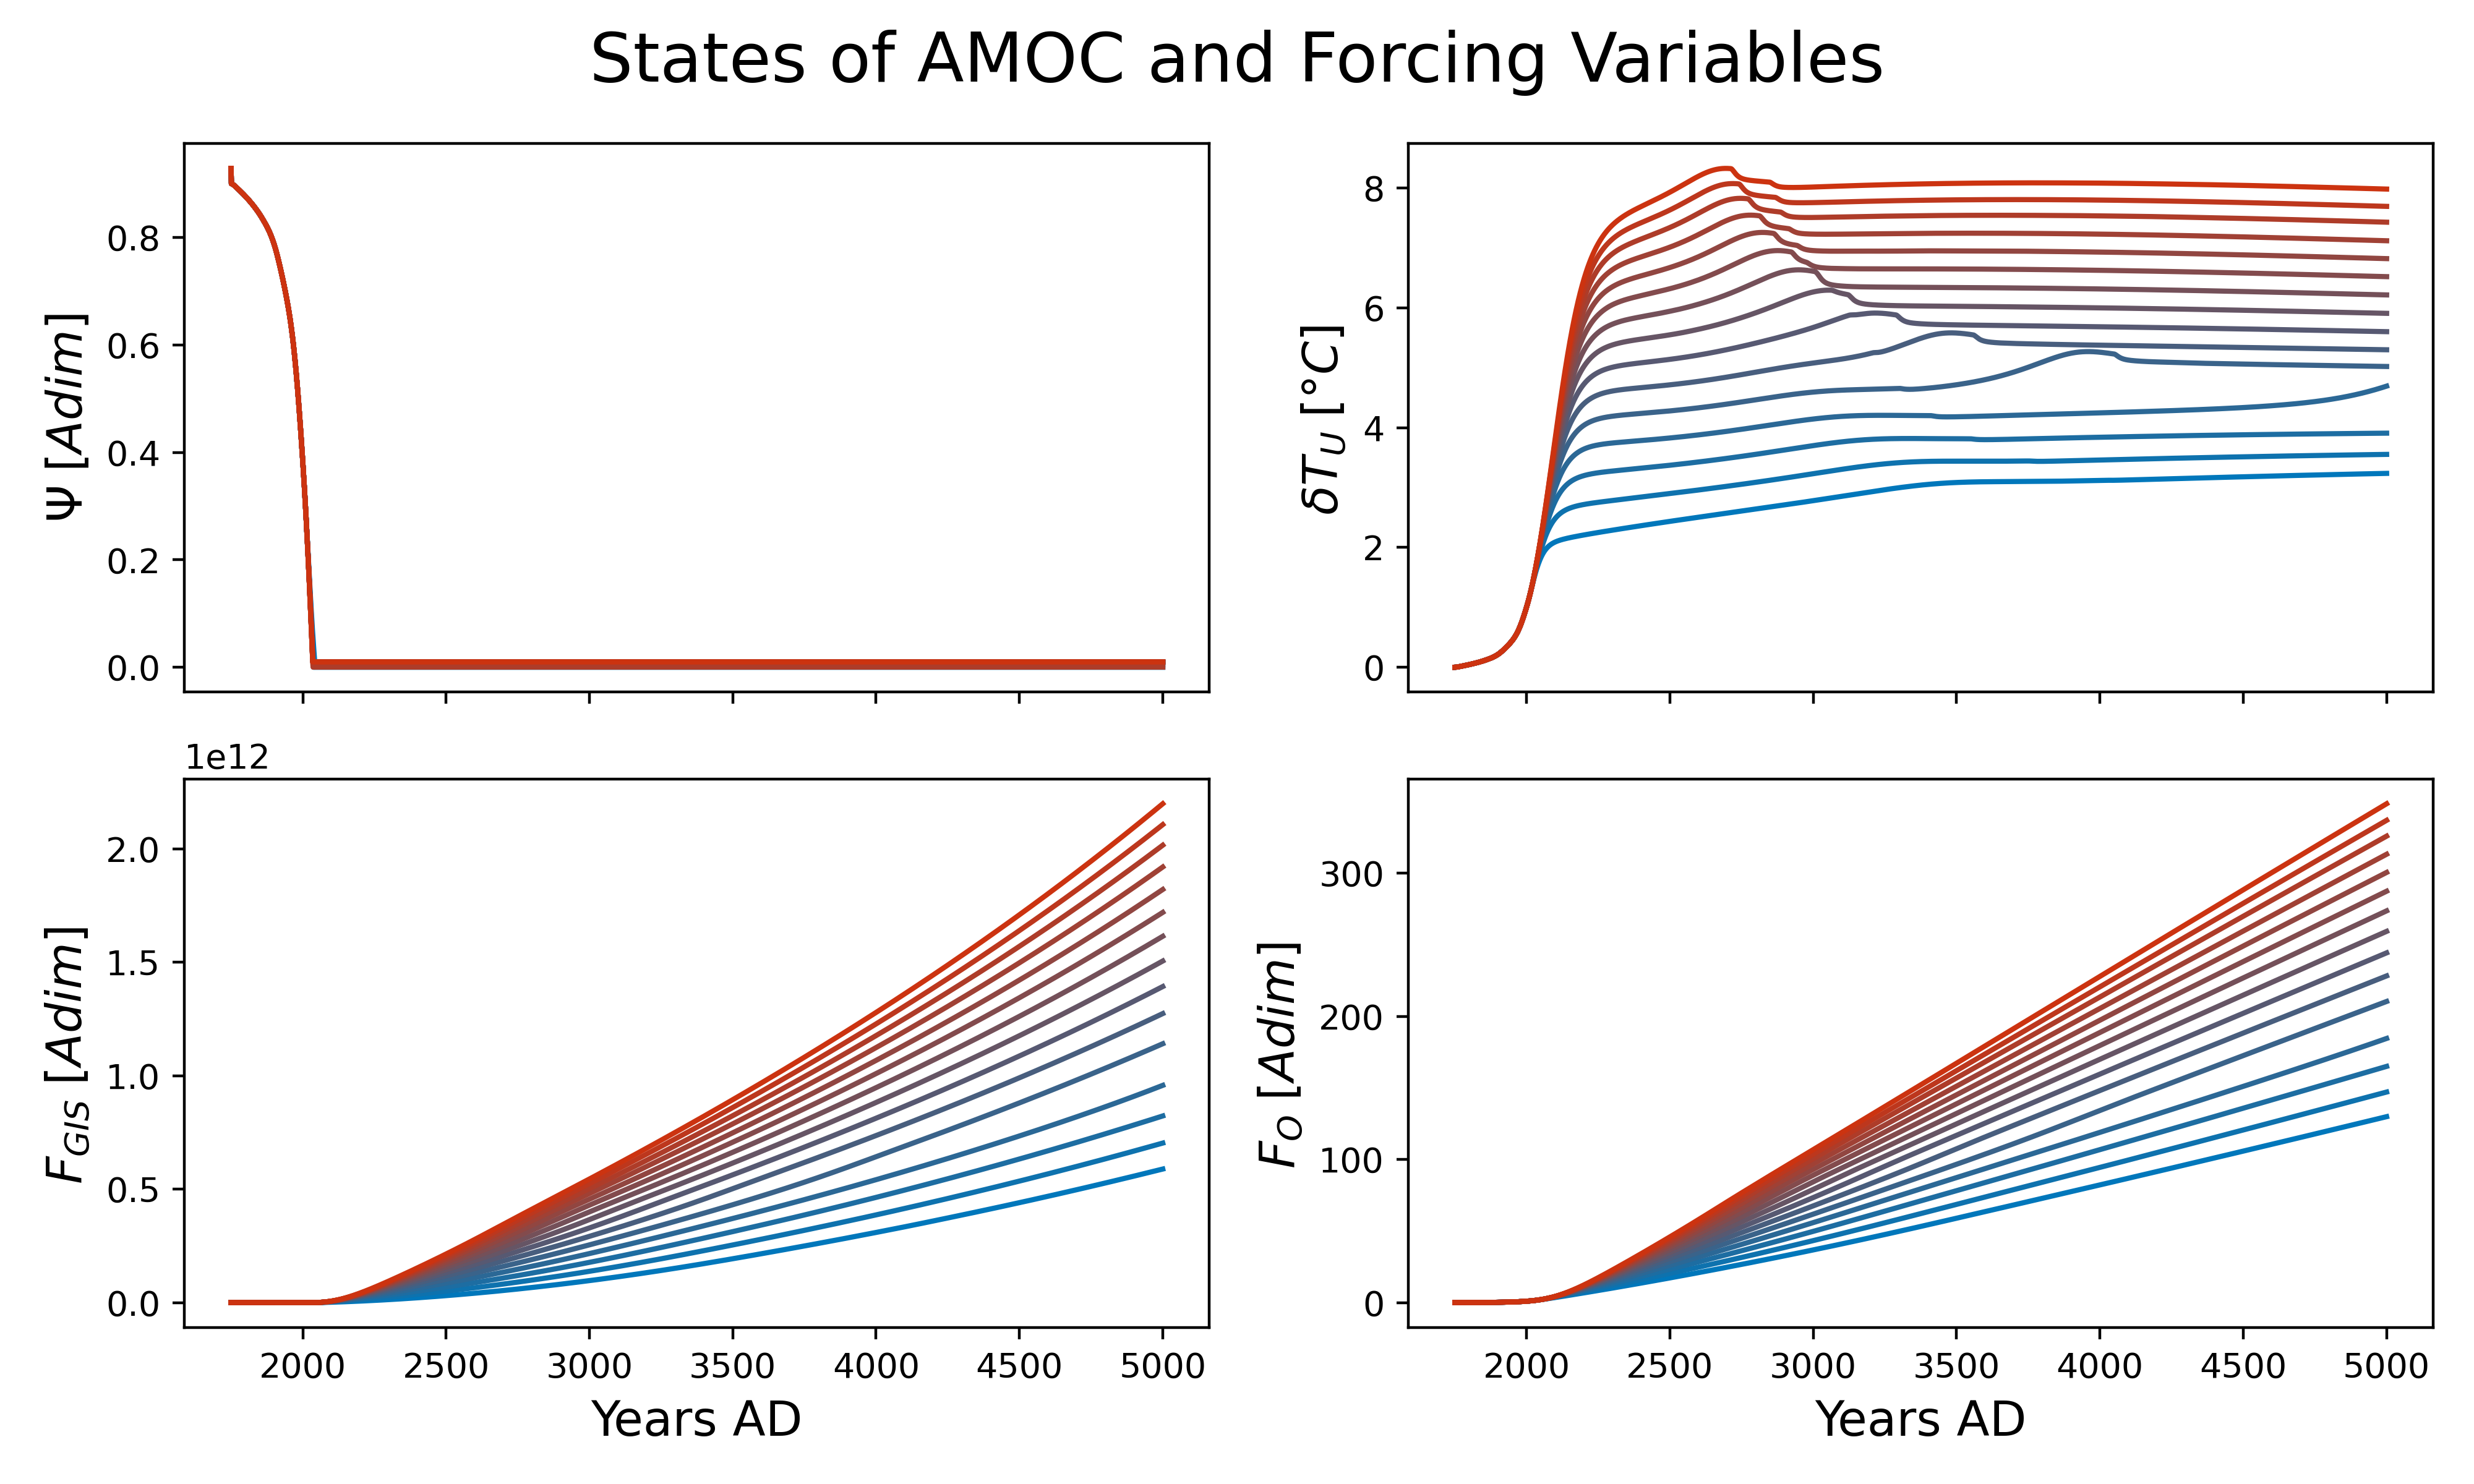 States of AMOC and Forcing Variables
Ψ [Adim]
0.8
0.6
0.4
0.2
0.0
δT_U [°C]
8
6
4
2
0
1e12
F_GIS [Adim]
2.0
1.5
1.0
0.5
0.0
2000 2500 3000 3500 4000 4500 5000
Years AD
F_O [Adim]
300
200
100
0
2000 2500 3000 3500 4000 4500 5000
Years AD